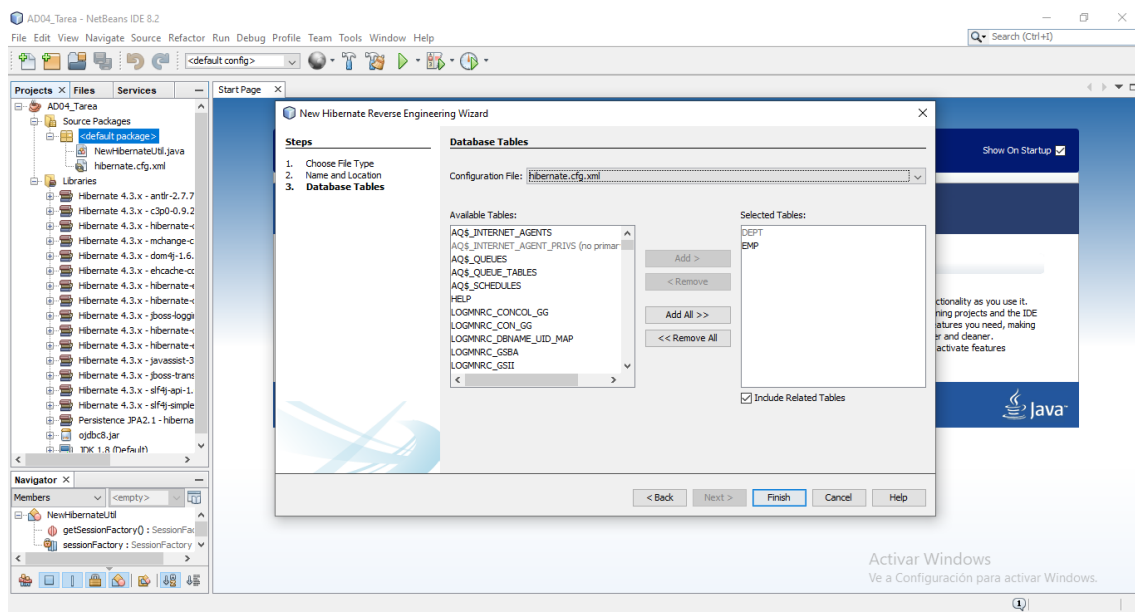 AD04_Tarea - NetBeans IDE 8.2
File Edit View Navigate Source Refactor Run Debug Profile Team Tools Window Help
Search (Ctrl+I)
<default config>
Projects Files Services
Start Page
AD04_Tarea
Source Packages
<default package>
NewHibernateUtil.java
hibernate.cfg.xml
Libraries
Hibernate 4.3.x - antlr-2.7.7
Hibernate 4.3.x - c3p0-0.9.2
Hibernate 4.3.x - hibernate-c
Hibernate 4.3.x - mchange-c
Hibernate 4.3.x - dom4j-1.6.
Hibernate 4.3.x - ehcache-cc
Hibernate 4.3.x - hibernate-e
Hibernate 4.3.x - hibernate-c
Hibernate 4.3.x - jboss-loggi
Hibernate 4.3.x - hibernate-c
Hibernate 4.3.x - hibernate-e
Hibernate 4.3.x - javassist-3
Hibernate 4.3.x - jboss-trans
Hibernate 4.3.x - slf4j-api-1.
Hibernate 4.3.x - slf4j-simple
Persistence JPA2.1 - hiberna
ojdbc8.jar
JDK 1.8 (Default)
Navigator
Members
<empty>
NewHibernateUtil
getSessionFactory() : SessionFac
sessionFactory : SessionFactory
New Hibernate Reverse Engineering Wizard
Steps
1. Choose File Type
2. Name and Location
3. Database Tables
Database Tables
Configuration File: hibernate.cfg.xml
Available Tables:
AQ$_INTERNET_AGENTS
AQ$_INTERNET_AGENT_PRIVS (no primar
AQ$_QUEUES
AQ$_QUEUE_TABLES
AQ$_SCHEDULES
HELP
LOGMNRC_CONCOL_GG
LOGMNRC_CON_GG
LOGMNRC_DBNAME_UID_MAP
LOGMNRC_GSBA
LOGMNRC_GSII
Add >
< Remove
Add All >>
<< Remove All
Selected Tables:
DEPT
EMP
Include Related Tables
< Back Next > Finish Cancel Help
Show On Startup
ctionality as you use it.
ning projects and the IDE
atures you need, making
er and cleaner.
activate features
Java
Activar Windows
Ve a Configuración para activar Windows.
1